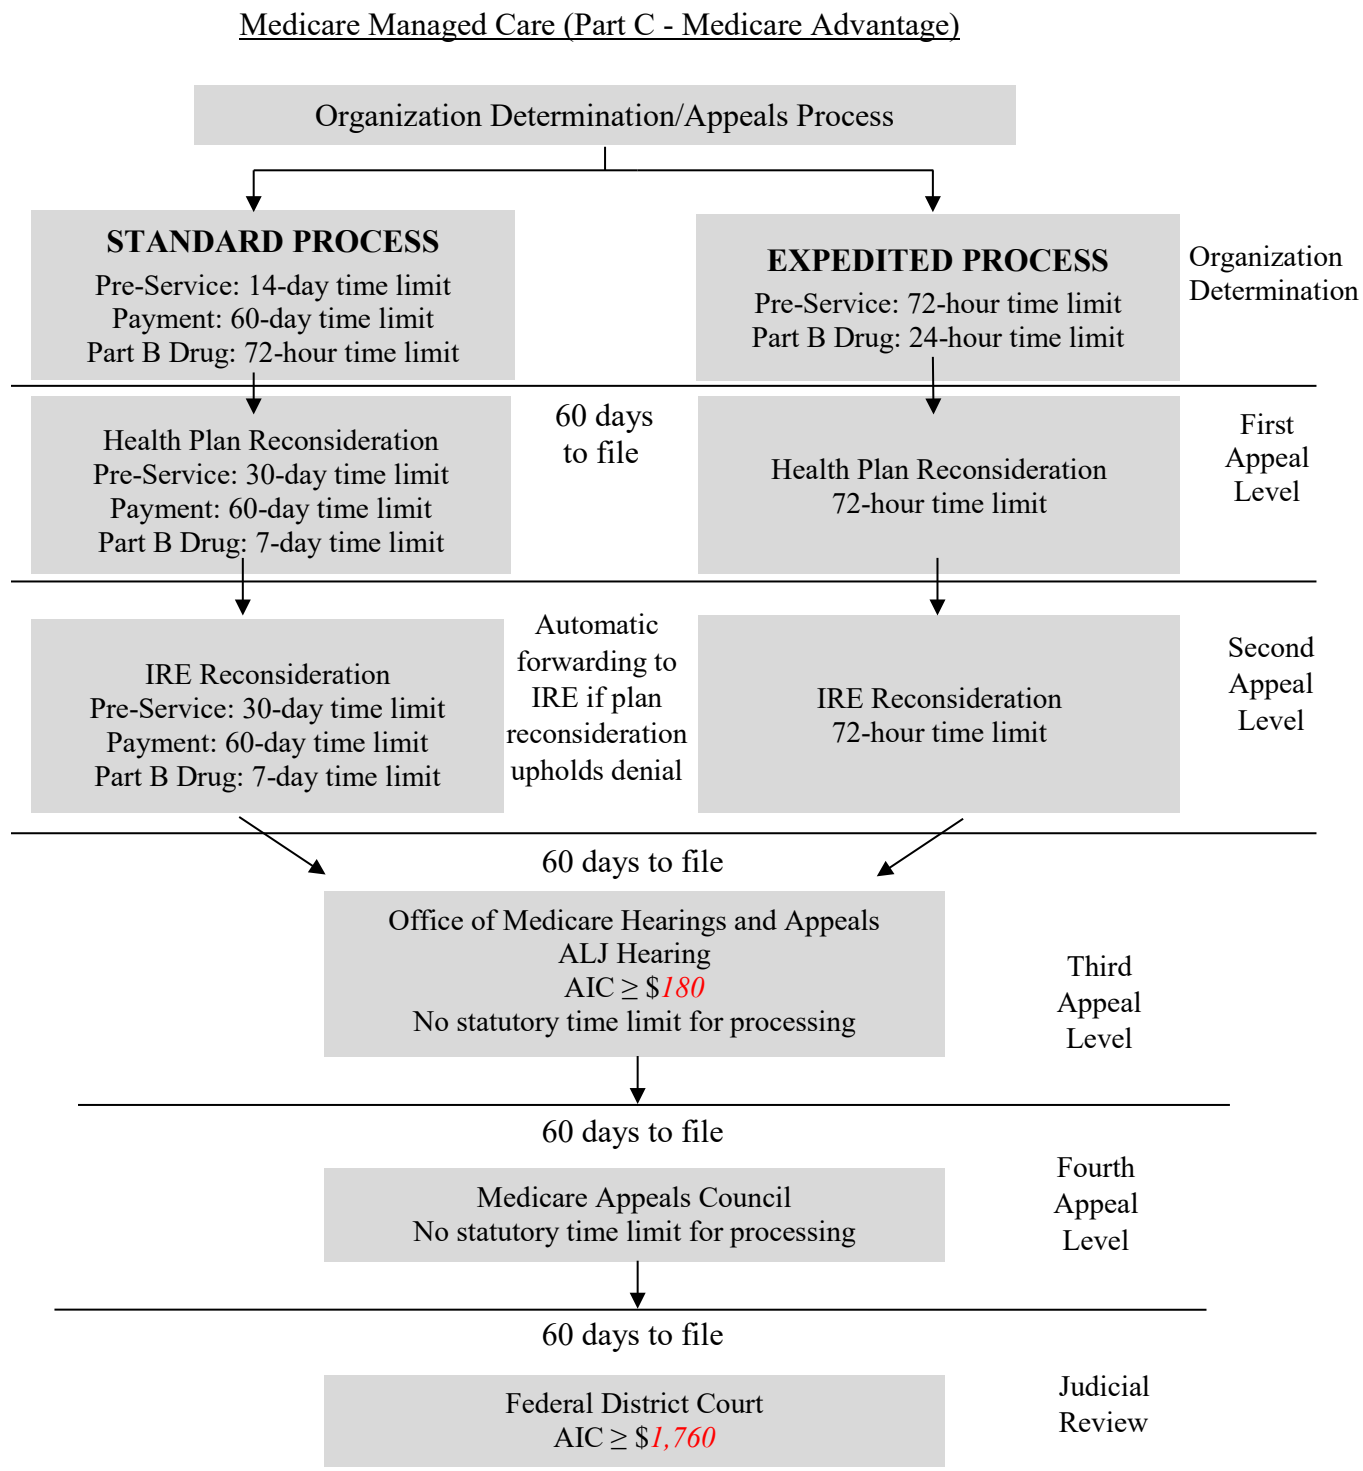 Medicare Managed Care (Part C - Medicare Advantage)
Organization Determination/Appeals Process
STANDARD PROCESS
Pre-Service: 14-day time limit
Payment: 60-day time limit
Part B Drug: 72-hour time limit
EXPEDITED PROCESS
Pre-Service: 72-hour time limit
Part B Drug: 24-hour time limit
Organization
Determination
Health Plan Reconsideration
Pre-Service: 30-day time limit
Payment: 60-day time limit
Part B Drug: 7-day time limit
60 days
to file
Health Plan Reconsideration
72-hour time limit
First
Appeal
Level
IRE Reconsideration
Pre-Service: 30-day time limit
Payment: 60-day time limit
Part B Drug: 7-day time limit
Automatic
forwarding to
IRE if plan
reconsideration
upholds denial
IRE Reconsideration
72-hour time limit
Second
Appeal
Level
60 days to file
Office of Medicare Hearings and Appeals
ALJ Hearing
AIC ≥ $180
No statutory time limit for processing
Third
Appeal
Level
60 days to file
Medicare Appeals Council
No statutory time limit for processing
Fourth
Appeal
Level
60 days to file
Federal District Court
AIC ≥ $1,760
Judicial
Review